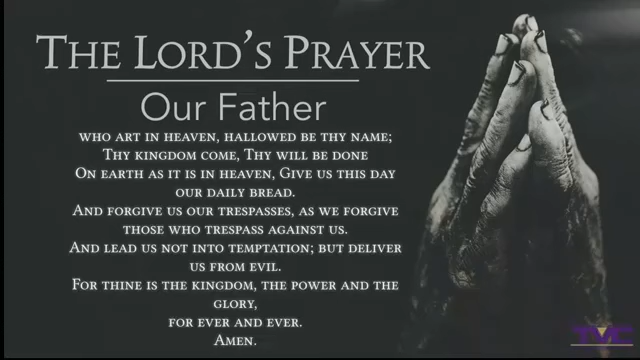 The Lord's Prayer
Our Father
who art in heaven, hallowed be thy name;
Thy kingdom come, Thy will be done
On earth as it is in heaven, Give us this day
our daily bread.
And forgive us our trespasses, as we forgive
those who trespass against us.
And lead us not into temptation; but deliver
us from evil.
For thine is the kingdom, the power and the
glory,
for ever and ever.
Amen.
TMC